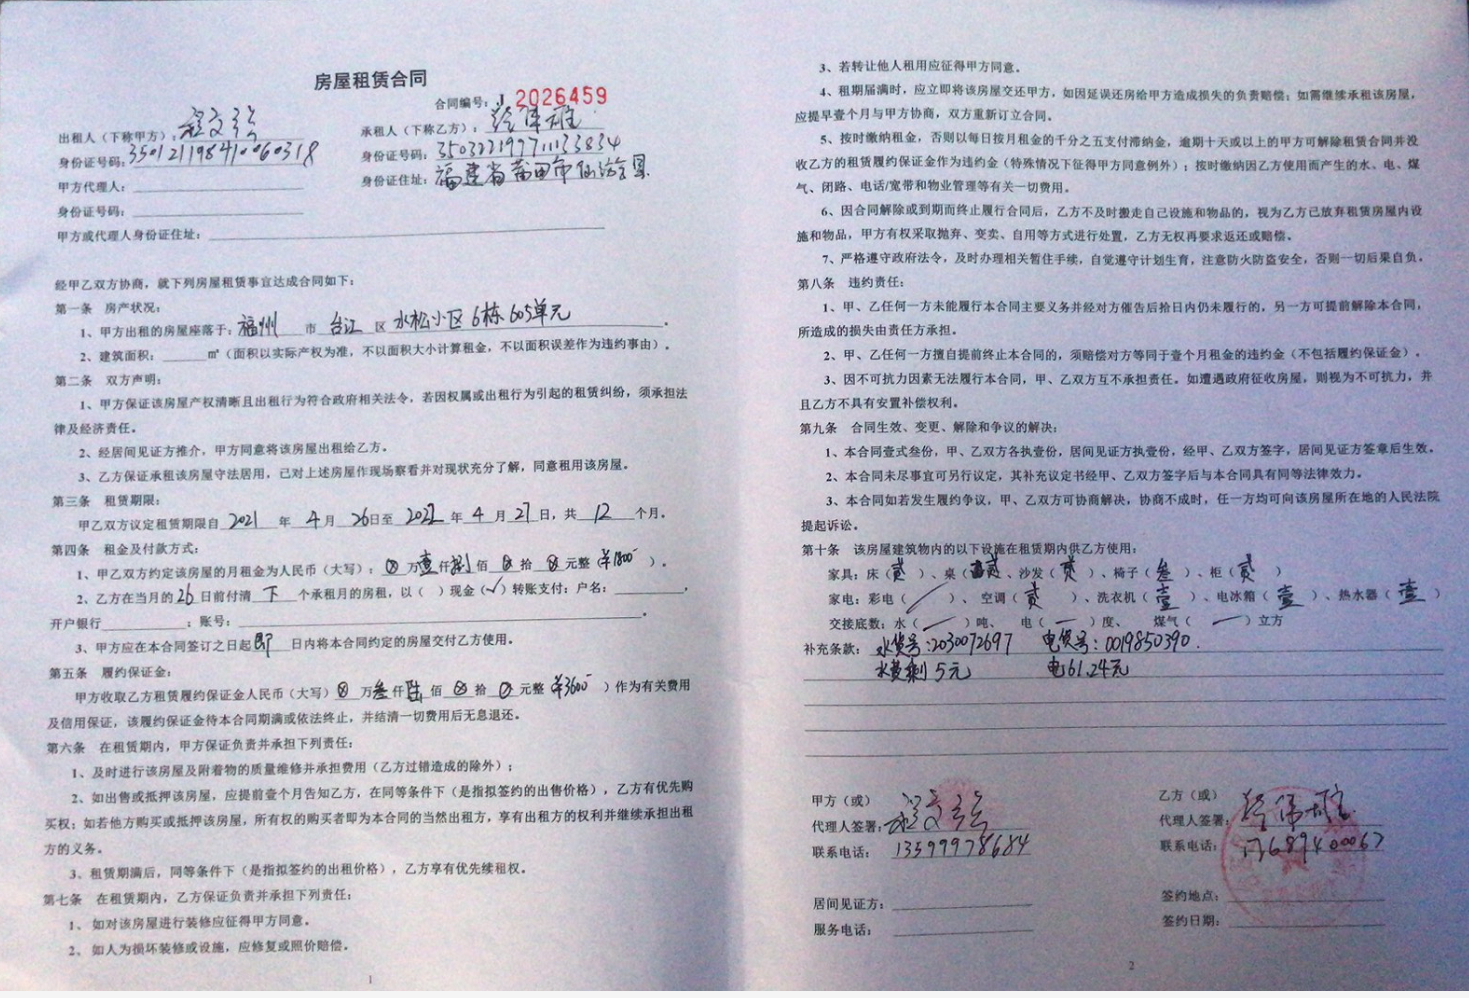 房屋租赁合同
合同编号：J 2026459
出租人（下称甲方）：
身份证号码：
甲方代理人：
身份证号码：
甲方或代理人身份证住址：
承租人（下称乙方）：
身份证号码：
身份证住址：福建省莆田市仙游县
经甲乙双方协商，就下列房屋租赁事宜达成合同如下：
第一条 房产状况：
1、甲方出租的房屋座落于：福州 市 台江 区 水松小区6栋605单元。
2、建筑面积：______㎡（面积以实际产权为准，不以面积大小计算租金，不以面积误差作为违约事由）。
第二条 双方声明：
1、甲方保证该房屋产权清晰且出租行为符合政府相关法令，若因权属或出租行为引起的租赁纠纷，须承担法
律及经济责任。
2、经居间见证方推介，甲方同意将该房屋出租给乙方。
3、乙方保证承租该房屋守法居用，已对上述房屋作现场察看并对现状充分了解，同意租用该房屋。
第三条 租赁期限：
甲乙双方议定租赁期限自 2021 年 4 月 26 日至 2022 年 4 月 27 日，共 12 个月。
第四条 租金及付款方式：
1、甲乙双方约定该房屋的月租金为人民币（大写）：⊗ 万 壹 仟 捌 佰 ⊗ 拾 ⊗ 元整（¥1800）。
2、乙方在当月的 26 日前付清 下 个承租月的房租，以（ ）现金（√）转账支付：户名：________，
开户银行________；账号：________。
3、甲方应在本合同签订之日起 即 日内将本合同约定的房屋交付乙方使用。
第五条 履约保证金：
甲方收取乙方租赁履约保证金人民币（大写）⊗ 万 叁 仟 陆 佰 ⊗ 拾 ⊗ 元整（¥3600）作为有关费用
及信用保证，该履约保证金待本合同期满或依法终止，并结清一切费用后无息退还。
第六条 在租赁期内，甲方保证负责并承担下列责任：
1、及时进行该房屋及附着物的质量维修并承担费用（乙方过错造成的除外）；
2、如出售或抵押该房屋，应提前壹个月告知乙方，在同等条件下（是指拟签约的出售价格），乙方有优先购
买权；如若他方购买或抵押该房屋，所有权的购买者即为本合同的当然出租方，享有出租方的权利并继续承担出租
方的义务。
3、租赁期满后，同等条件下（是指拟签约的出租价格），乙方享有优先续租权。
第七条 在租赁期内，乙方保证负责并承担下列责任：
1、如对该房屋进行装修应征得甲方同意。
2、如人为损坏装修或设施，应修复或照价赔偿。
1
3、若转让他人租用应征得甲方同意。
4、租期届满时，应立即将该房屋交还甲方，如因延误还房给甲方造成损失的负责赔偿；如需继续承租该房屋，
应提早壹个月与甲方协商，双方重新订立合同。
5、按时缴纳租金，否则以每日按月租金的千分之五支付滞纳金，逾期十天或以上的甲方可解除租赁合同并没
收乙方的租赁履约保证金作为违约金（特殊情况下征得甲方同意例外）；按时缴纳因乙方使用而产生的水、电、煤
气、闭路、电话/宽带和物业管理等有关一切费用。
6、因合同解除或到期而终止履行合同后，乙方不及时搬走自己设施和物品的，视为乙方已放弃租赁房屋内设
施和物品，甲方有权采取抛弃、变卖、自用等方式进行处置，乙方无权再要求返还或赔偿。
7、严格遵守政府法令，及时办理相关暂住手续，自觉遵守计划生育，注意防火防盗安全，否则一切后果自负。
第八条 违约责任：
1、甲、乙任何一方未能履行本合同主要义务并经对方催告后拾日内仍未履行的，另一方可提前解除本合同，
所造成的损失由责任方承担。
2、甲、乙任何一方擅自提前终止本合同的，须赔偿对方等同于壹个月租金的违约金（不包括履约保证金）。
3、因不可抗力因素无法履行本合同，甲、乙双方互不承担责任。如遭遇政府征收房屋，则视为不可抗力，并
且乙方不具有安置补偿权利。
第九条 合同生效、变更、解除和争议的解决：
1、本合同壹式叁份，甲、乙双方各执壹份，居间见证方执壹份，经甲、乙双方签字，居间见证方签章后生效。
2、本合同未尽事宜可另行议定，其补充议定书经甲、乙双方签字后与本合同具有同等法律效力。
3、本合同如若发生履约争议，甲、乙双方可协商解决，协商不成时，任一方均可向该房屋所在地的人民法院
提起诉讼。
第十条 该房屋建筑物内的以下设施在租赁期内供乙方使用：
家具：床（贰）、桌（贰）、沙发（贰）、椅子（叁）、柜（贰）
家电：彩电（／）、空调（贰）、洗衣机（壹）、电冰箱（壹）、热水器（壹）
交接底数：水（／）吨、电（—）度、煤气（—）立方
补充条款：水费号：2030072697 电费号：0019850390.
水费剩5元 电61.24元
甲方（或）
代理人签署：
联系电话：13599978684
居间见证方：
服务电话：
乙方（或）
代理人签署：
联系电话：
签约地点：
签约日期：
2